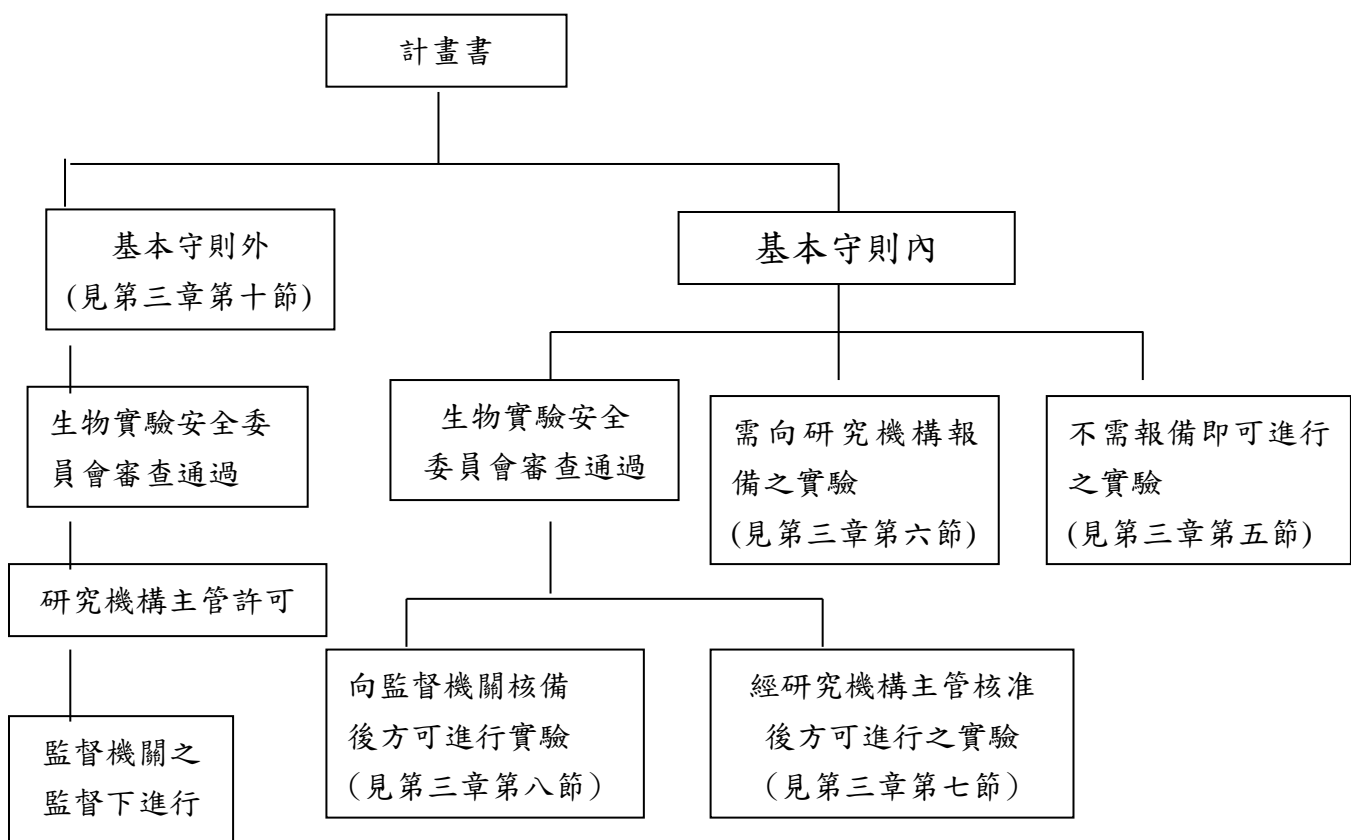 計畫書
基本守則外
(見第三章第十節)
基本守則內
生物實驗安全委
員會審查通過
生物實驗安全
委員會審查通過
需向研究機構報
備之實驗
(見第三章第六節)
不需報備即可進行
之實驗
(見第三章第五節)
研究機構主管許可
向監督機關核備
後方可進行實驗
(見第三章第八節)
經研究機構主管核准
後方可進行之實驗
(見第三章第七節)
監督機關之
監督下進行